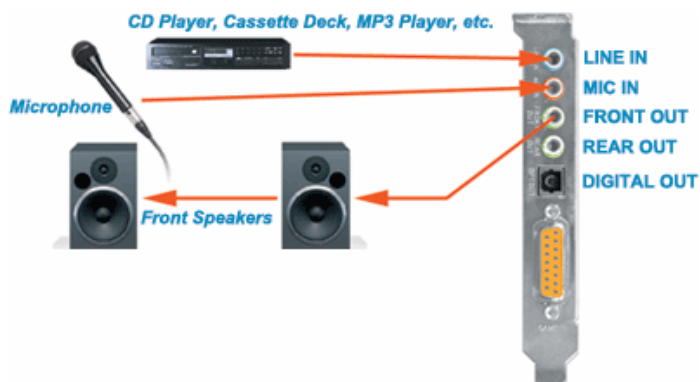 CD Player, Cassette Deck, MP3 Player, etc.
LINE IN
MIC IN
Microphone
FRONT OUT
REAR OUT
DIGITAL OUT
Front Speakers